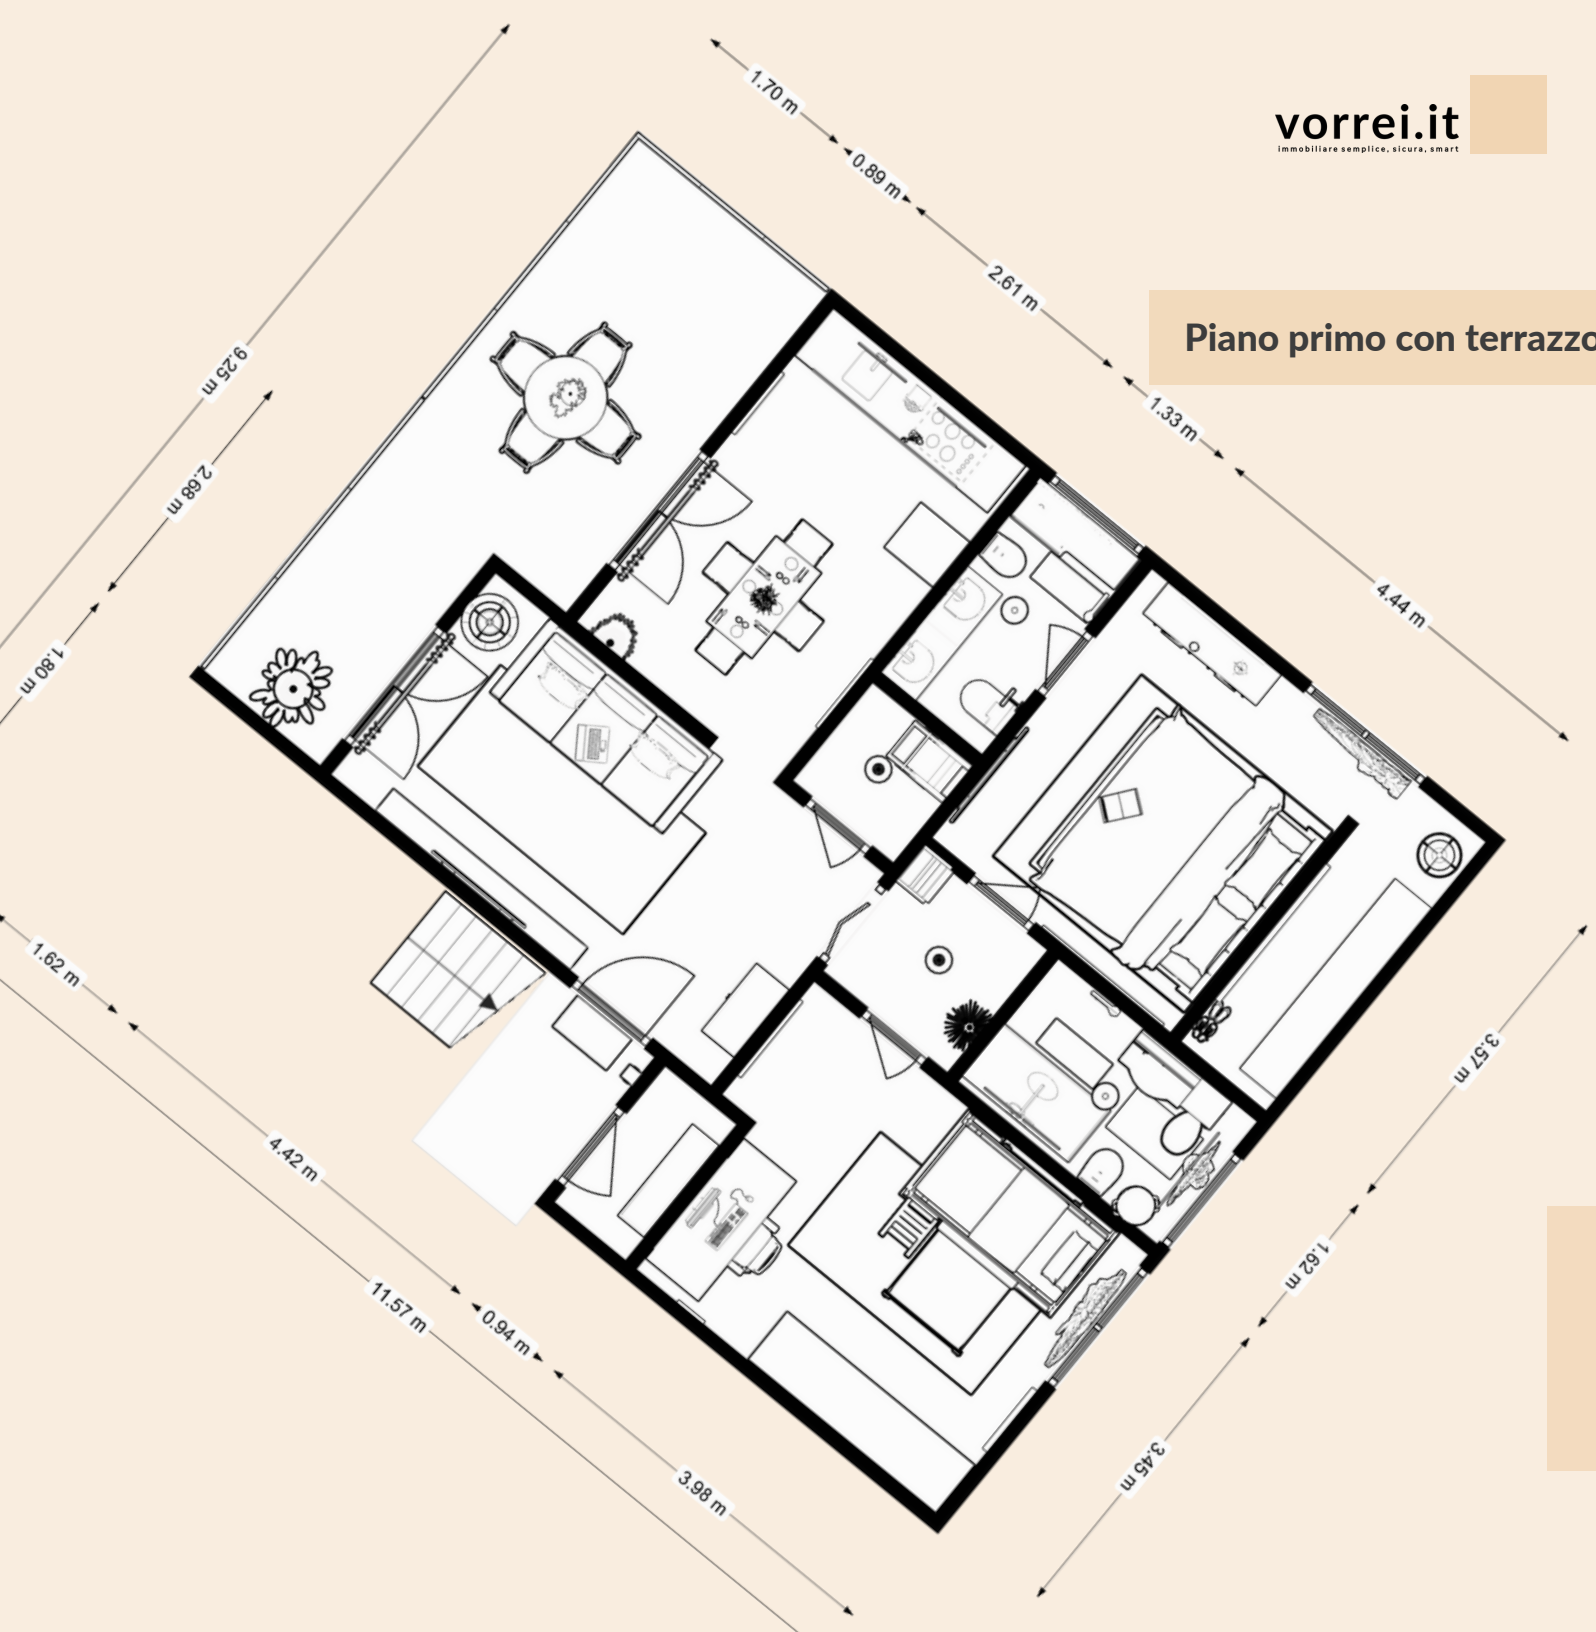 1.70 m
0.89 m
vorrei.it
immobiliare semplice, sicura, smart
2.61 m
Piano primo con terrazzo
9.25 m
1.33 m
2.68 m
4.44 m
1.80 m
1.62 m
3.57 m
4.42 m
1.62 m
11.57 m
0.94 m
3.45 m
3.98 m